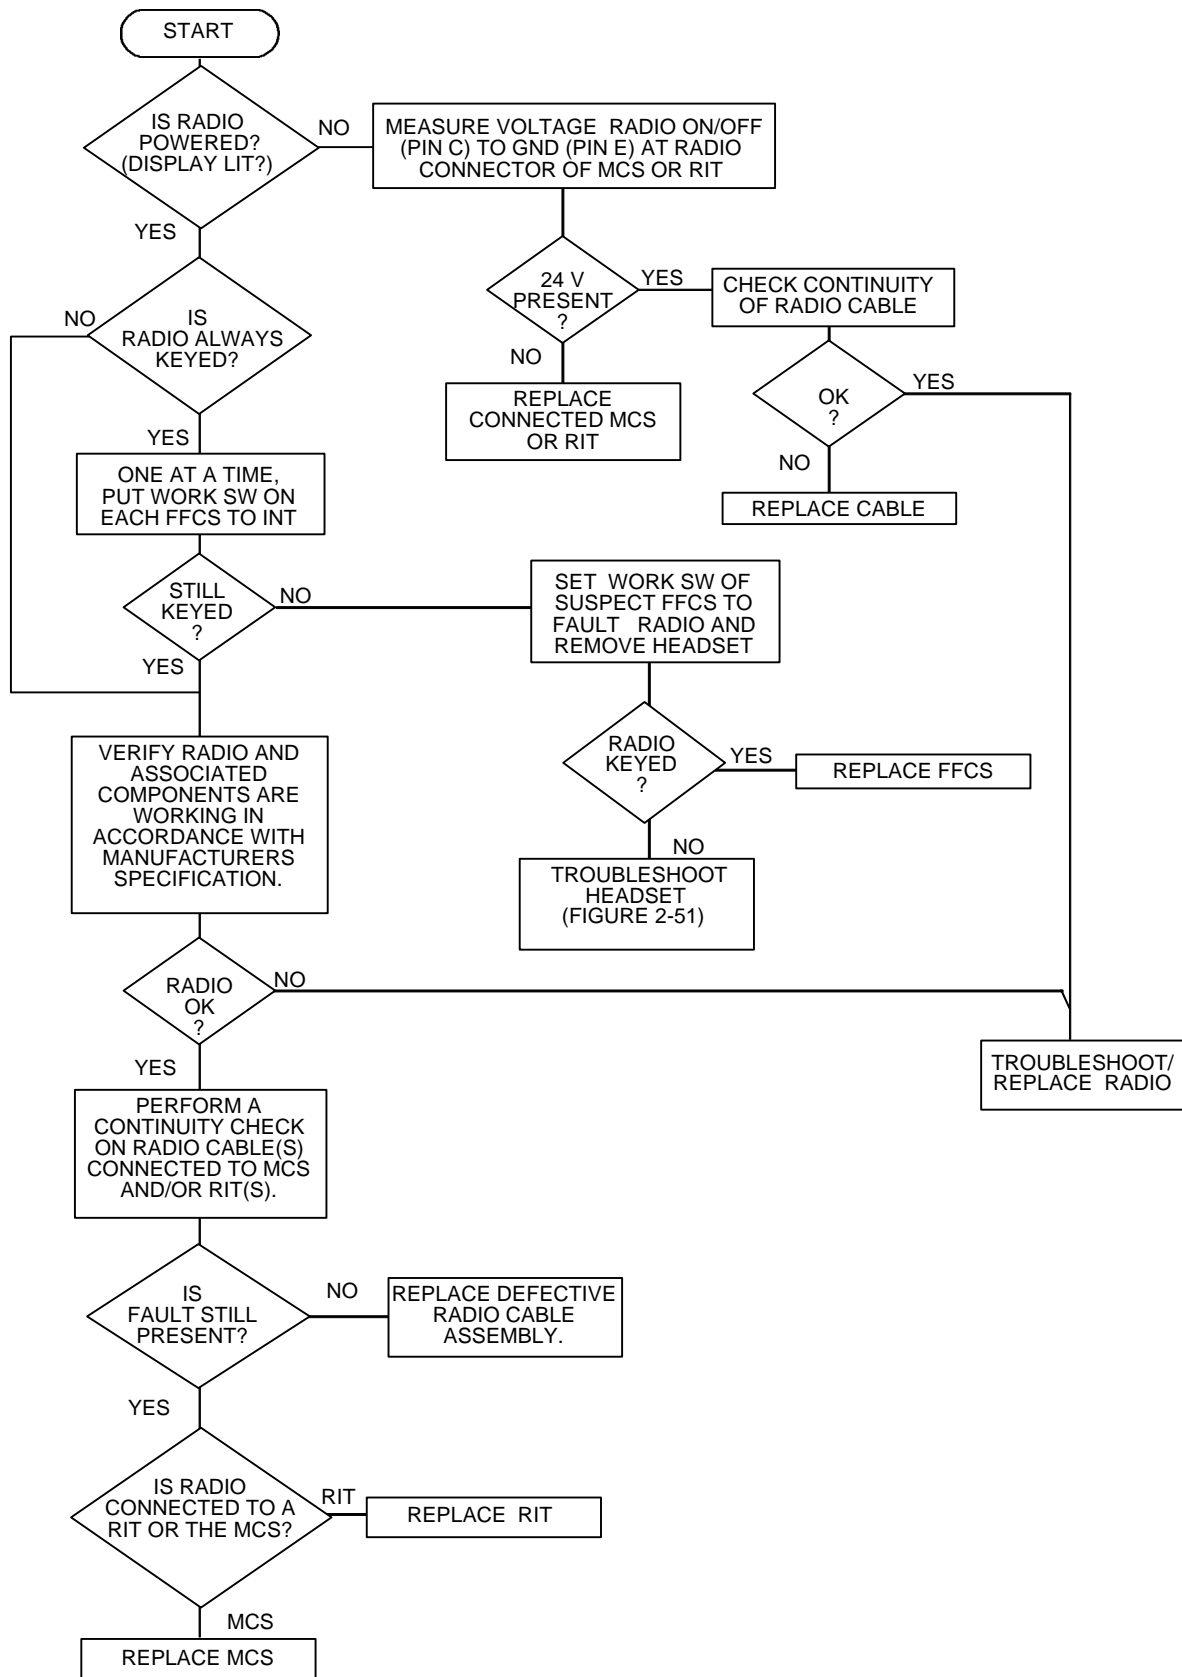 START
IS RADIO
POWERED?
(DISPLAY LIT?)
NO
MEASURE VOLTAGE RADIO ON/OFF
(PIN C) TO GND (PIN E) AT RADIO
CONNECTOR OF MCS OR RIT
YES
24 V
PRESENT
?
YES
CHECK CONTINUITY
OF RADIO CABLE
NO
IS
RADIO ALWAYS
KEYED?
NO
REPLACE
CONNECTED MCS
OR RIT
OK
?
YES
NO
REPLACE CABLE
YES
ONE AT A TIME,
PUT WORK SW ON
EACH FFCS TO INT
STILL
KEYED
?
NO
SET WORK SW OF
SUSPECT FFCS TO
FAULT RADIO AND
REMOVE HEADSET
YES
RADIO
KEYED
?
YES
REPLACE FFCS
NO
TROUBLESHOOT
HEADSET
(FIGURE 2-51)
VERIFY RADIO AND
ASSOCIATED
COMPONENTS ARE
WORKING IN
ACCORDANCE WITH
MANUFACTURERS
SPECIFICATION.
RADIO
OK
?
NO
TROUBLESHOOT/
REPLACE RADIO
YES
PERFORM A
CONTINUITY CHECK
ON RADIO CABLE(S)
CONNECTED TO MCS
AND/OR RIT(S).
IS
FAULT STILL
PRESENT?
NO
REPLACE DEFECTIVE
RADIO CABLE
ASSEMBLY.
YES
IS RADIO
CONNECTED TO A
RIT OR THE MCS?
RIT
REPLACE RIT
MCS
REPLACE MCS